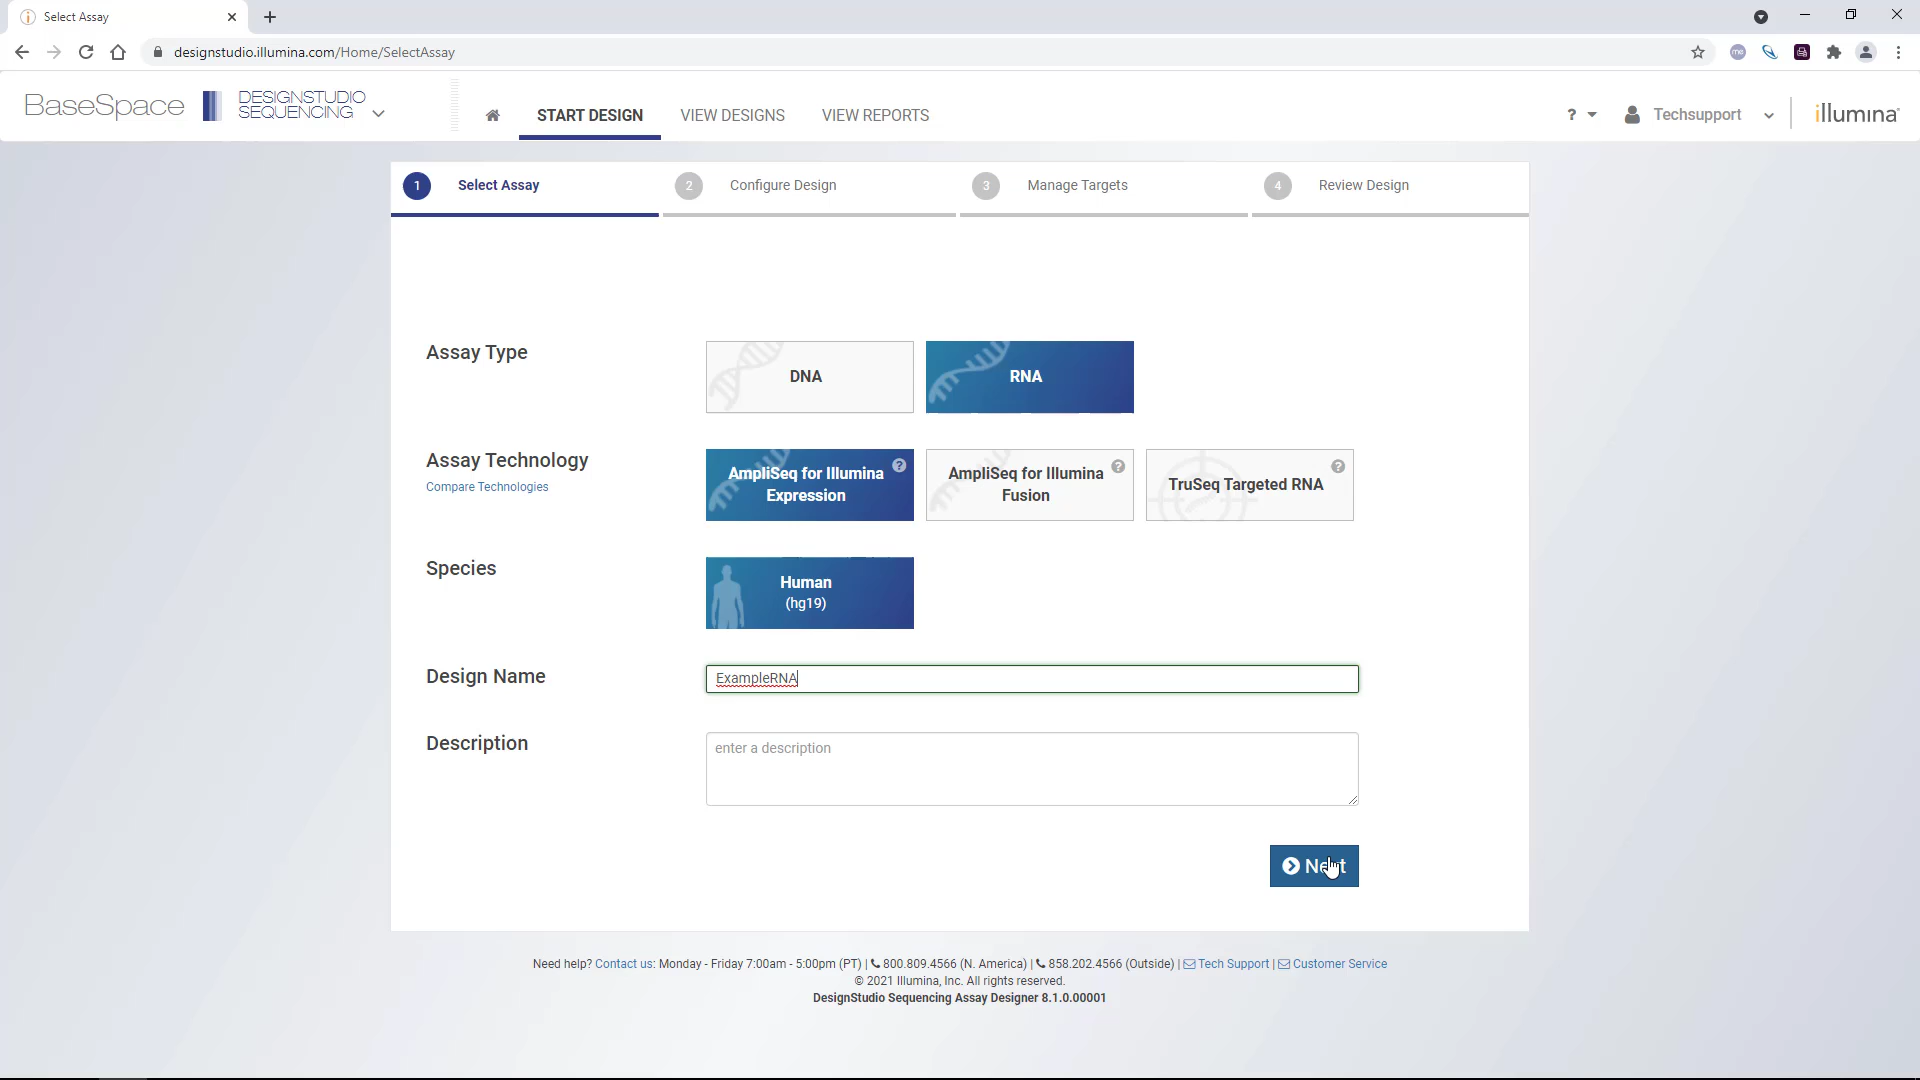 Select Assay
designstudio.illumina.com/Home/SelectAssay
BaseSpace
DESIGNSTUDIO
SEQUENCING
START DESIGN
VIEW DESIGNS
VIEW REPORTS
?
Techsupport
illumina
1 Select Assay
2 Configure Design
3 Manage Targets
4 Review Design
Assay Type
DNA
RNA
Assay Technology
Compare Technologies
AmpliSeq for Illumina
Expression
?
AmpliSeq for Illumina
Fusion
?
TruSeq Targeted RNA
?
Species
Human
(hg19)
Design Name
ExampleRNA
Description
enter a description
Next
Need help? Contact us: Monday - Friday 7:00am - 5:00pm (PT) | 800.809.4566 (N. America) | 858.202.4566 (Outside) | Tech Support | Customer Service
© 2021 Illumina, Inc. All rights reserved.
DesignStudio Sequencing Assay Designer 8.1.0.00001